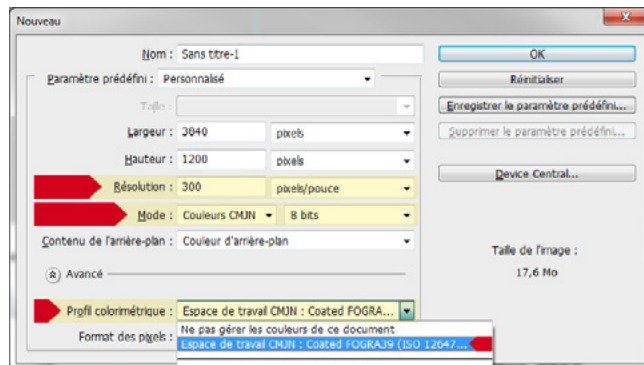 Nouveau
Nom : Sans titre-1
OK
Paramètre prédéfini : Personnalisé
Réinitialiser
Taille :
Enregistrer le paramètre prédéfini...
Largeur : 3840 pixels
Supprimer le paramètre prédéfini...
Hauteur : 1200 pixels
Résolution : 300 pixels/pouce
Device Central...
Mode : Couleurs CMJN 8 bits
Contenu de l'arrière-plan : Couleur d'arrière-plan
Taille de l'image :
Avancé
17,6 Mo
Profil colorimétrique : Espace de travail CMJN : Coated FOGRA...
Ne pas gérer les couleurs de ce document
Format des pixels : Espace de travail CMJN : Coated FOGRA39 (ISO 12647...